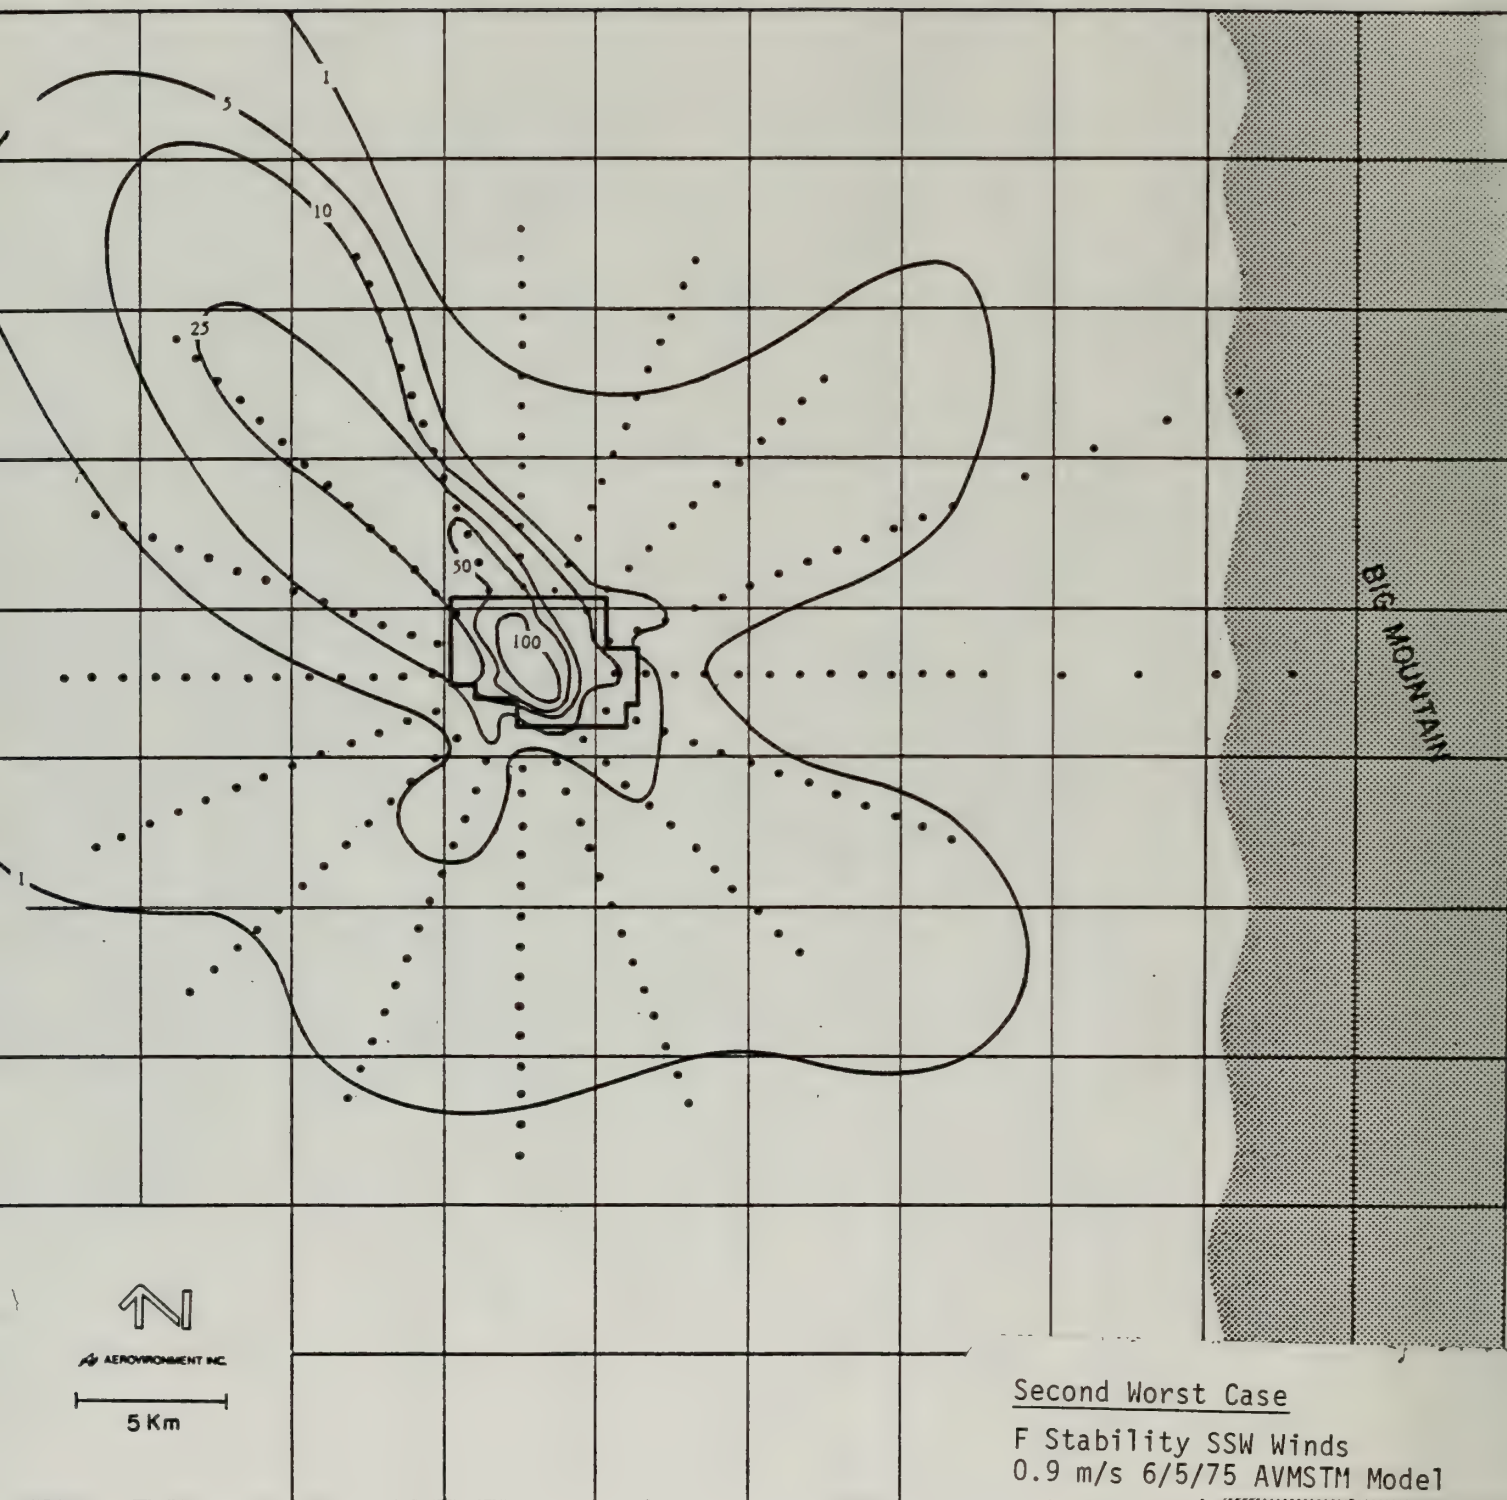 1
5
10
25
50
100
BIG MOUNTAIN
1
N
AEROVIRONMENT INC.
5 Km
Second Worst Case
F Stability SSW Winds
0.9 m/s 6/5/75 AVMSTM Model